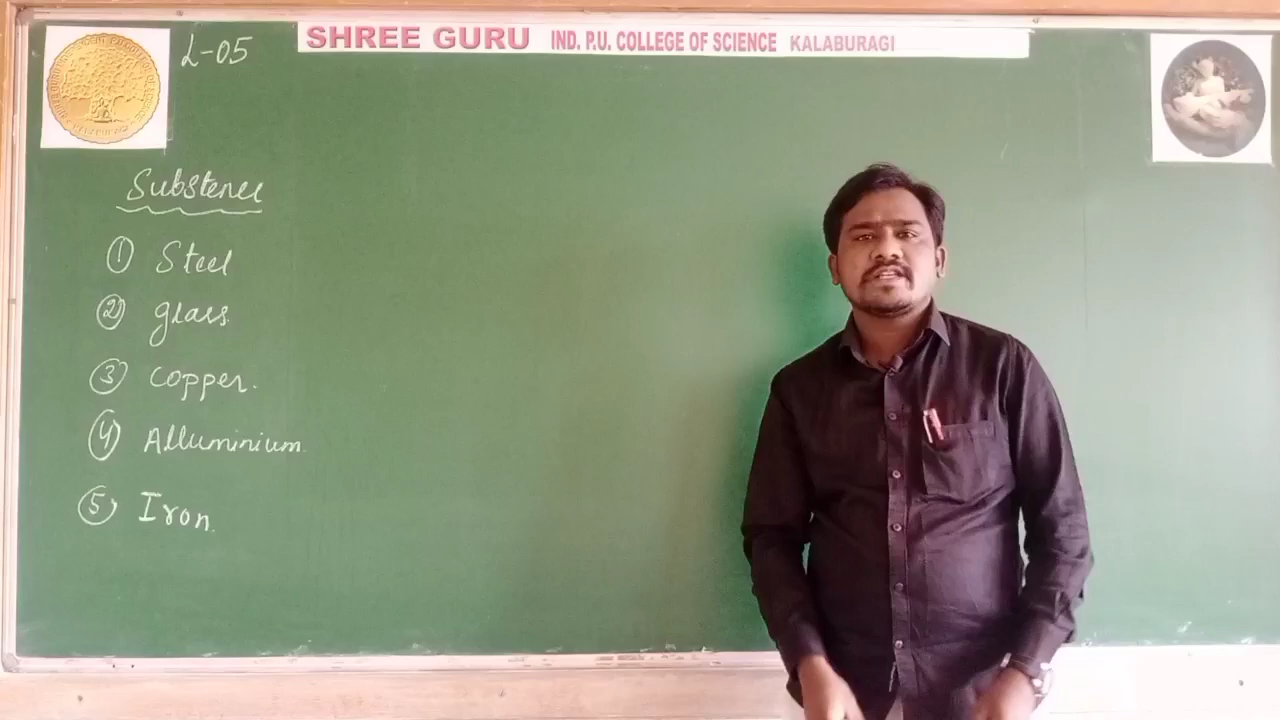 SHREE GURU IND. P.U. COLLEGE OF SCIENCE KALABURAGI
L-05
Substence
1 Steel
2 glass
3 copper.
4 Alluminium.
5 Iron.